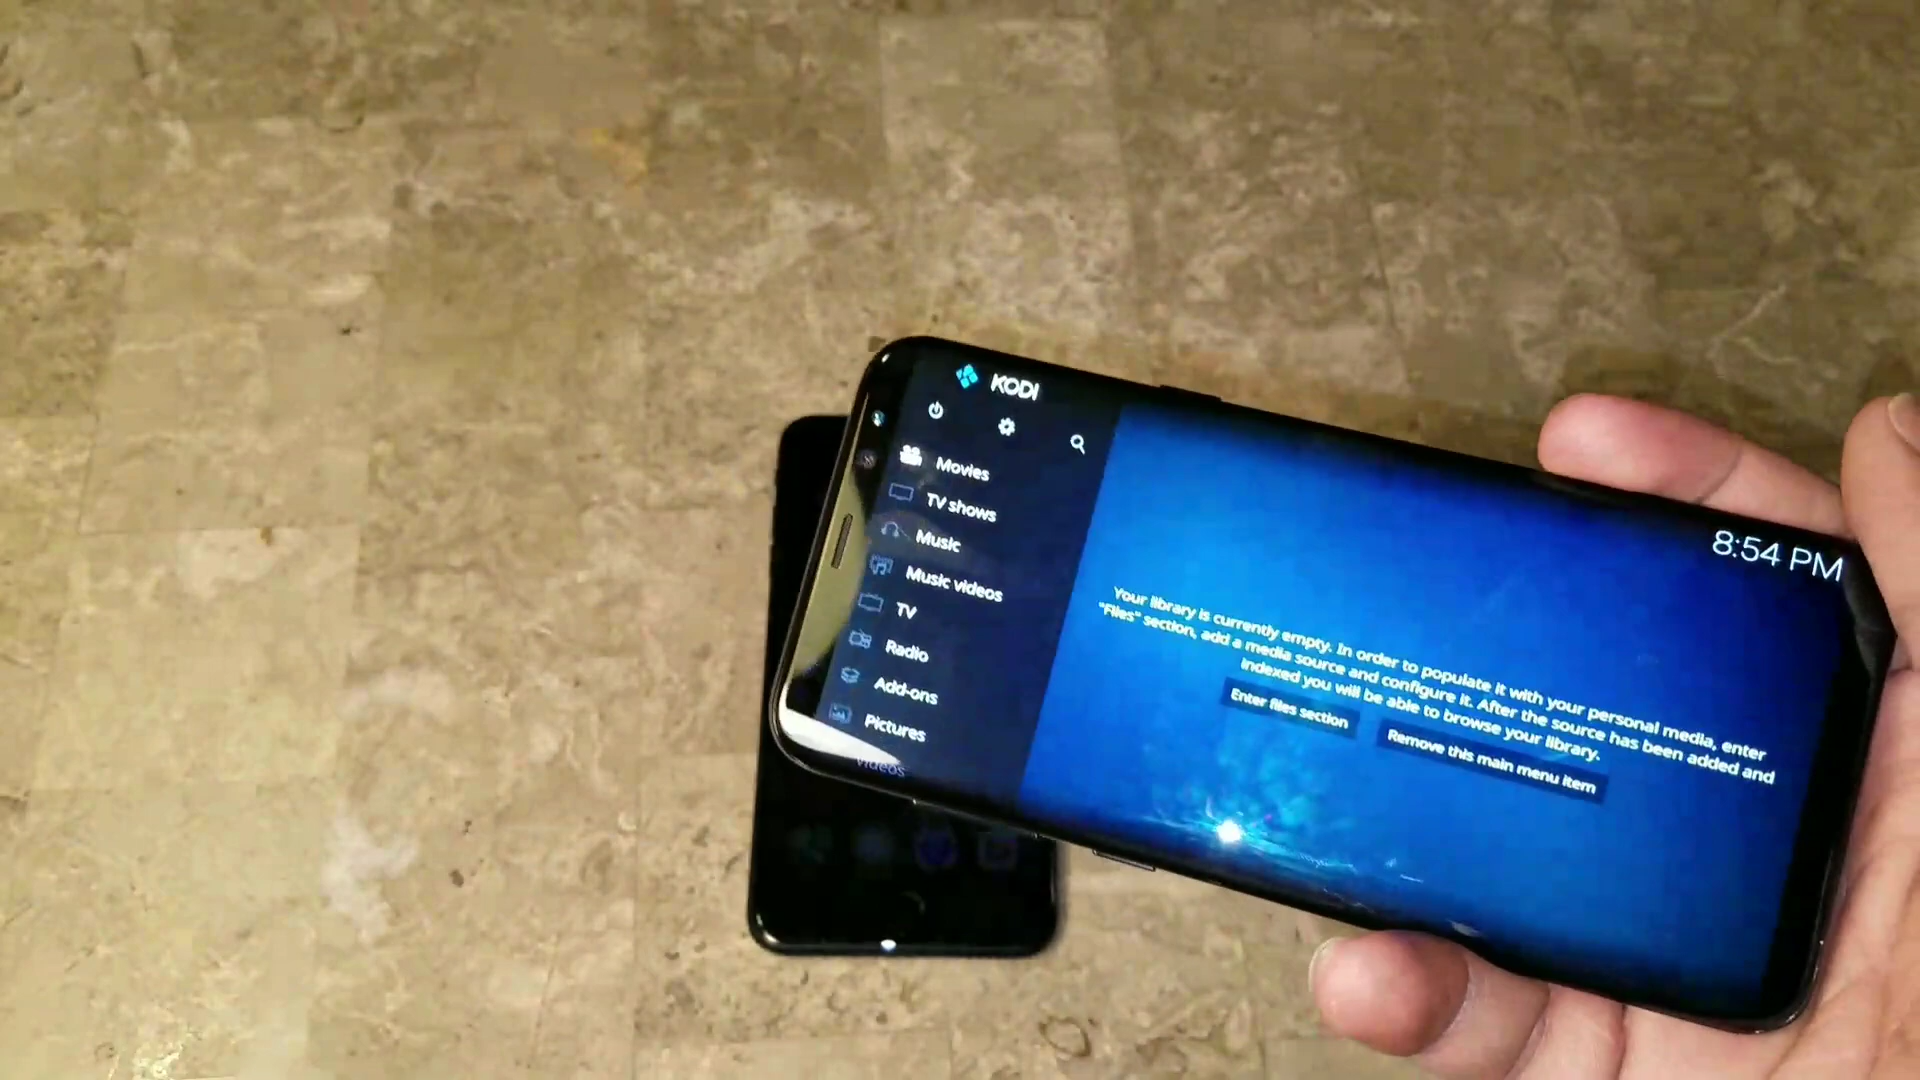 KODI
Movies
TV shows
Music
Music videos
TV
Radio
Add-ons
Pictures
Videos
8:54 PM
Your library is currently empty. In order to populate it with your personal media, enter
"Files" section, add a media source and configure it. After the source has been added and
indexed you will be able to browse your library.
Enter files section
Remove this main menu item